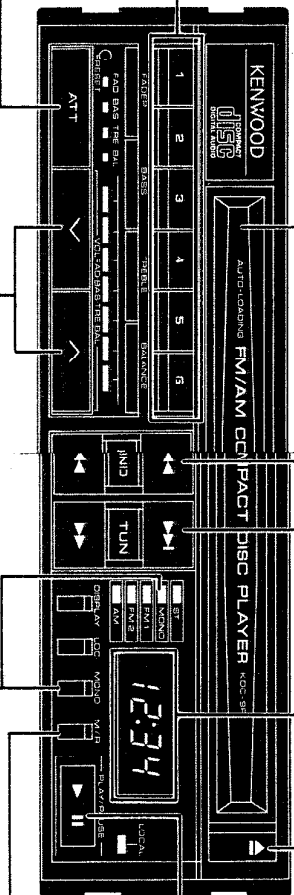 KENWOOD
COMPACT
disc
DIGITAL AUDIO
AUTO-LOADING FM/AM COMPACT DISC PLAYER
1 2 3 4 5 6
FADER BASS TREBLE BALANCE
FAD BAS TRE BAL
VOL FAD BAS TRE BAL
ATT
TUN
ST
MONO
FM1
FM2
AM
12:34
LOCAL
DISPLAY LOC MONO M/R
PLAY/PAUSE